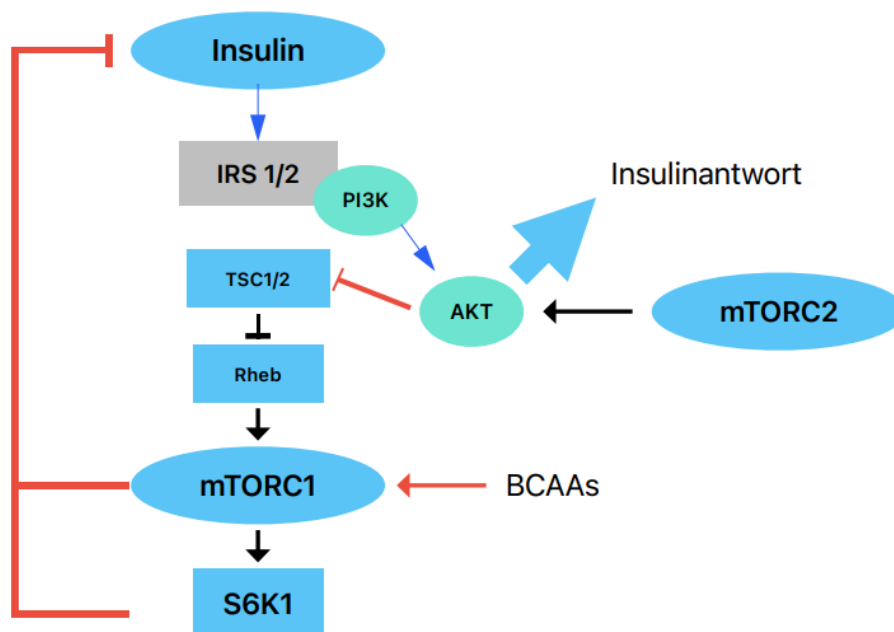 Insulin
IRS 1/2
PI3K
Insulinantwort
TSC1/2
AKT
mTORC2
Rheb
mTORC1
BCAAs
S6K1